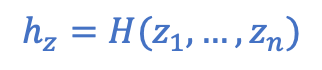 h_z = H(z_1, ..., z_n)